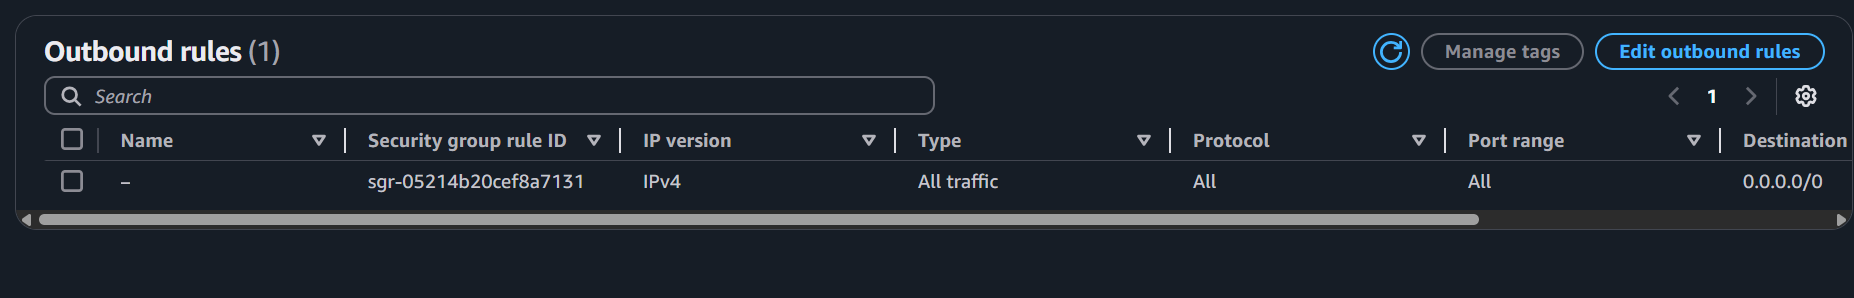 Outbound rules (1)
Manage tags
Edit outbound rules
Search
1
Name Security group rule ID IP version Type Protocol Port range Destination
– sgr-05214b20cef8a7131 IPv4 All traffic All All 0.0.0.0/0